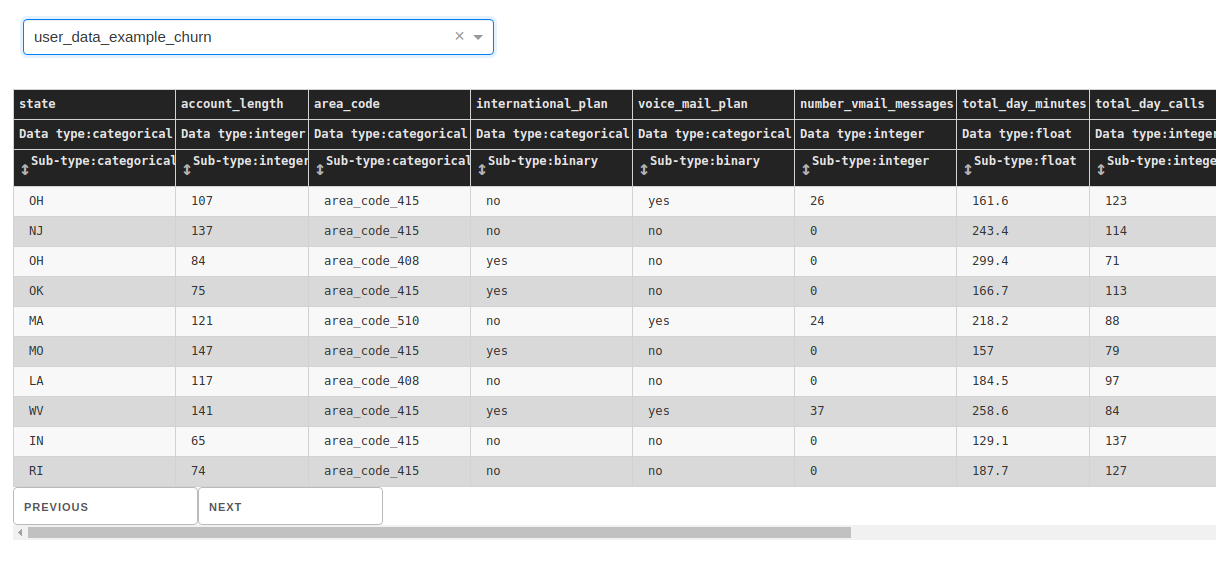 user_data_example_churn × 
state account_length area_code international_plan voice_mail_plan number_vmail_messages total_day_minutes total_day_calls
Data type:categorical Data type:integer Data type:categorical Data type:categorical Data type:categorical Data type:integer Data type:float Data type:integer
Sub-type:categorical Sub-type:integer Sub-type:categorical Sub-type:binary Sub-type:binary Sub-type:integer Sub-type:float Sub-type:intege
OH 107 area_code_415 no yes 26 161.6 123
NJ 137 area_code_415 no no 0 243.4 114
OH 84 area_code_408 yes no 0 299.4 71
OK 75 area_code_415 yes no 0 166.7 113
MA 121 area_code_510 no yes 24 218.2 88
MO 147 area_code_415 yes no 0 157 79
LA 117 area_code_408 no no 0 184.5 97
WV 141 area_code_415 yes yes 37 258.6 84
IN 65 area_code_415 no no 0 129.1 137
RI 74 area_code_415 no no 0 187.7 127
PREVIOUS NEXT